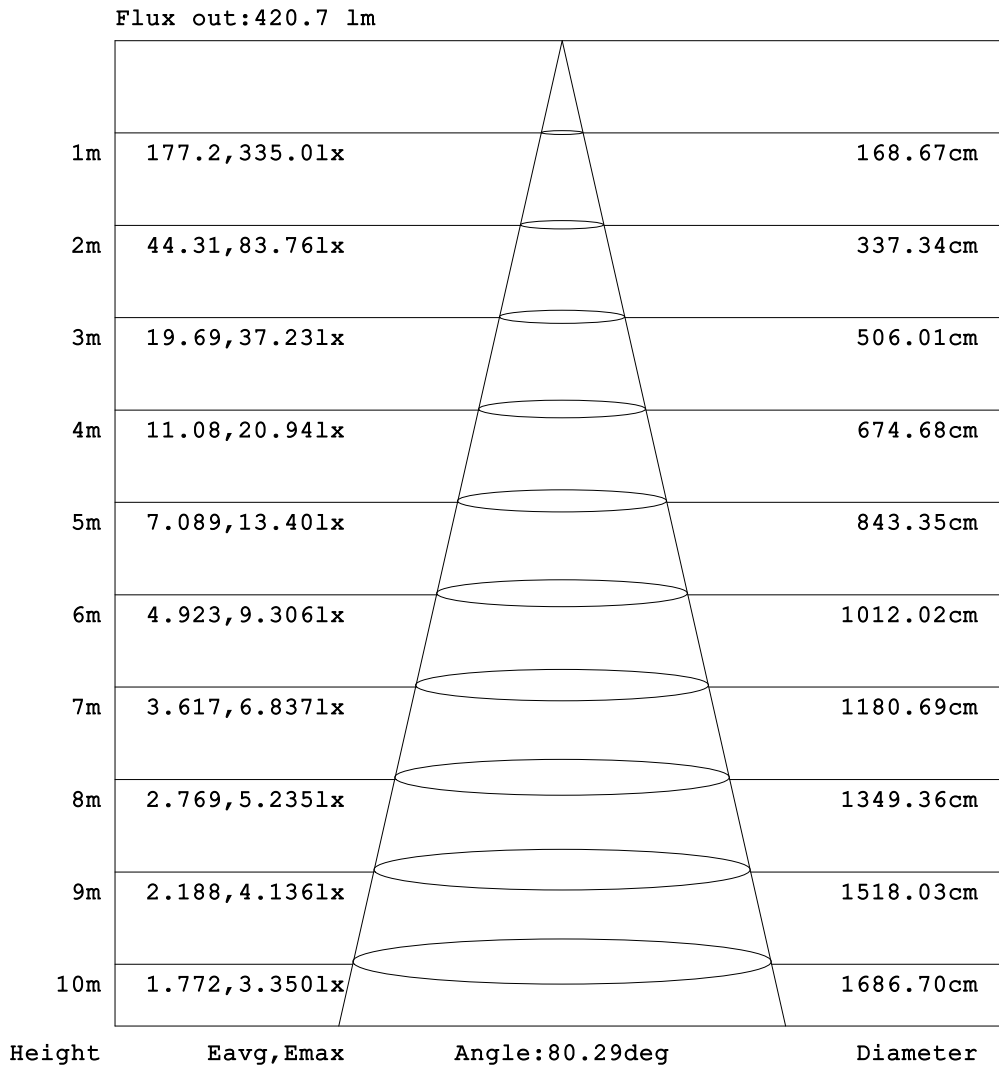 Flux out:420.7 lm
1m 177.2,335.0lx 168.67cm
2m 44.31,83.76lx 337.34cm
3m 19.69,37.23lx 506.01cm
4m 11.08,20.94lx 674.68cm
5m 7.089,13.40lx 843.35cm
6m 4.923,9.306lx 1012.02cm
7m 3.617,6.837lx 1180.69cm
8m 2.769,5.235lx 1349.36cm
9m 2.188,4.136lx 1518.03cm
10m 1.772,3.350lx 1686.70cm
Height Eavg,Emax Angle:80.29deg Diameter